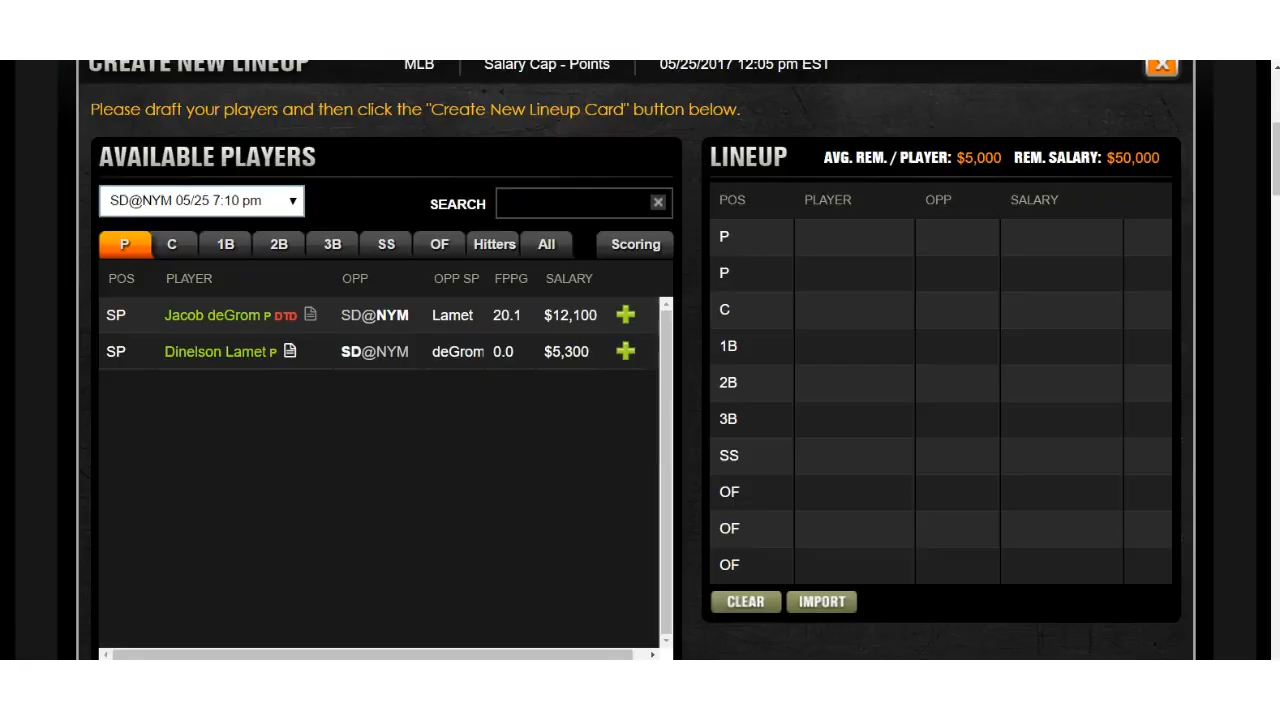 CREATE NEW LINEUP MLB Salary Cap - Points 05/25/2017 12:05 pm EST X
Please draft your players and then click the "Create New Lineup Card" button below.
AVAILABLE PLAYERS
SD@NYM 05/25 7:10 pm ▼ SEARCH
P C 1B 2B 3B SS OF Hitters All Scoring
POS PLAYER OPP OPP SP FPPG SALARY
SP Jacob deGrom P DTD SD@NYM Lamet 20.1 $12,100
SP Dinelson Lamet P SD@NYM deGrom 0.0 $5,300
LINEUP AVG. REM. / PLAYER: $5,000 REM. SALARY: $50,000
POS PLAYER OPP SALARY
P
P
C
1B
2B
3B
SS
OF
OF
OF
CLEAR IMPORT